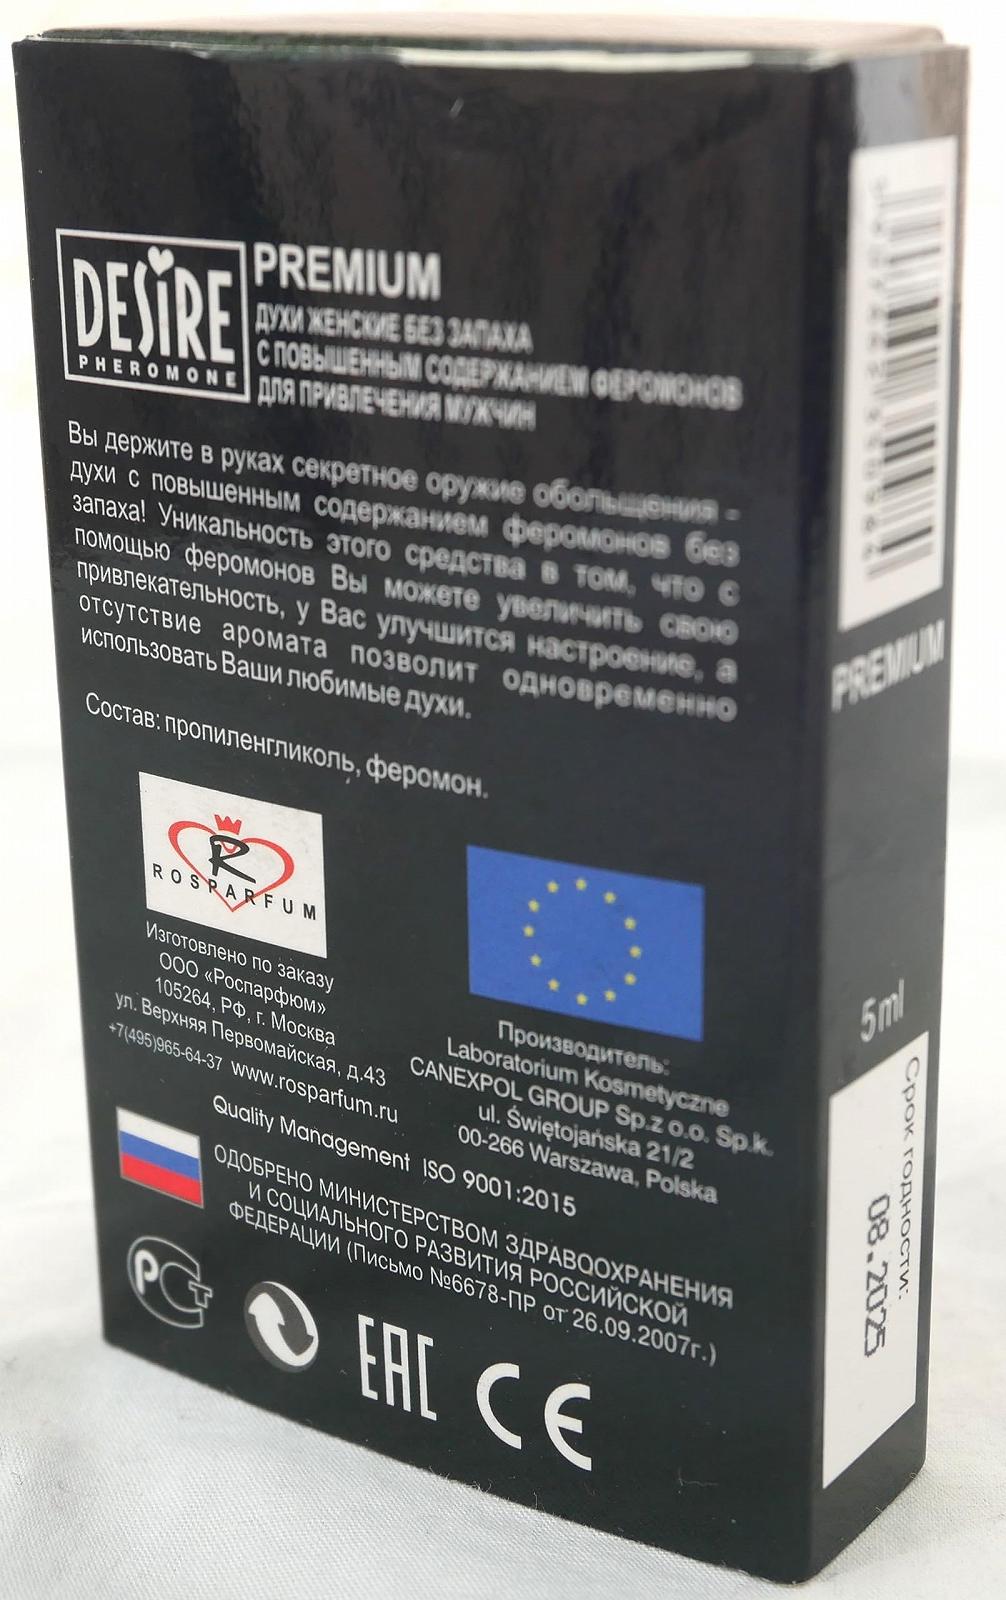 DESIRE
PHEROMONE
PREMIUM
ДУХИ ЖЕНСКИЕ БЕЗ ЗАПАХА
С ПОВЫШЕННЫМ СОДЕРЖАНИЕМ ФЕРОМОНОВ
ДЛЯ ПРИВЛЕЧЕНИЯ МУЖЧИН
Вы держите в руках секретное оружие обольщения –
духи с повышенным содержанием феромонов без
запаха! Уникальность этого средства в том, что с
помощью феромонов Вы можете увеличить свою
привлекательность, у Вас улучшится настроение, а
отсутствие аромата позволит одновременно
использовать Ваши любимые духи.
Состав: пропиленгликоль, феромон.
R
ROSPARFUM
Изготовлено по заказу
ООО «Роспарфюм»
105264, РФ, г. Москва
ул. Верхняя Первомайская, д.43
+7(495)965-64-37 www.rosparfum.ru
Производитель:
Laboratorium Kosmetyczne
CANEXPOL GROUP Sp.z o.o. Sp.k.
ul. Świętojańska 21/2
00-266 Warszawa, Polska
Quality Management ISO 9001:2015
ОДОБРЕНО МИНИСТЕРСТВОМ ЗДРАВООХРАНЕНИЯ
И СОЦИАЛЬНОГО РАЗВИТИЯ РОССИЙСКОЙ
ФЕДЕРАЦИИ (Письмо №6678-ПР от 26.09.2007г.)
РСТ
EAC
CE
PREMIUM
5ml
Срок годности:
08.2025